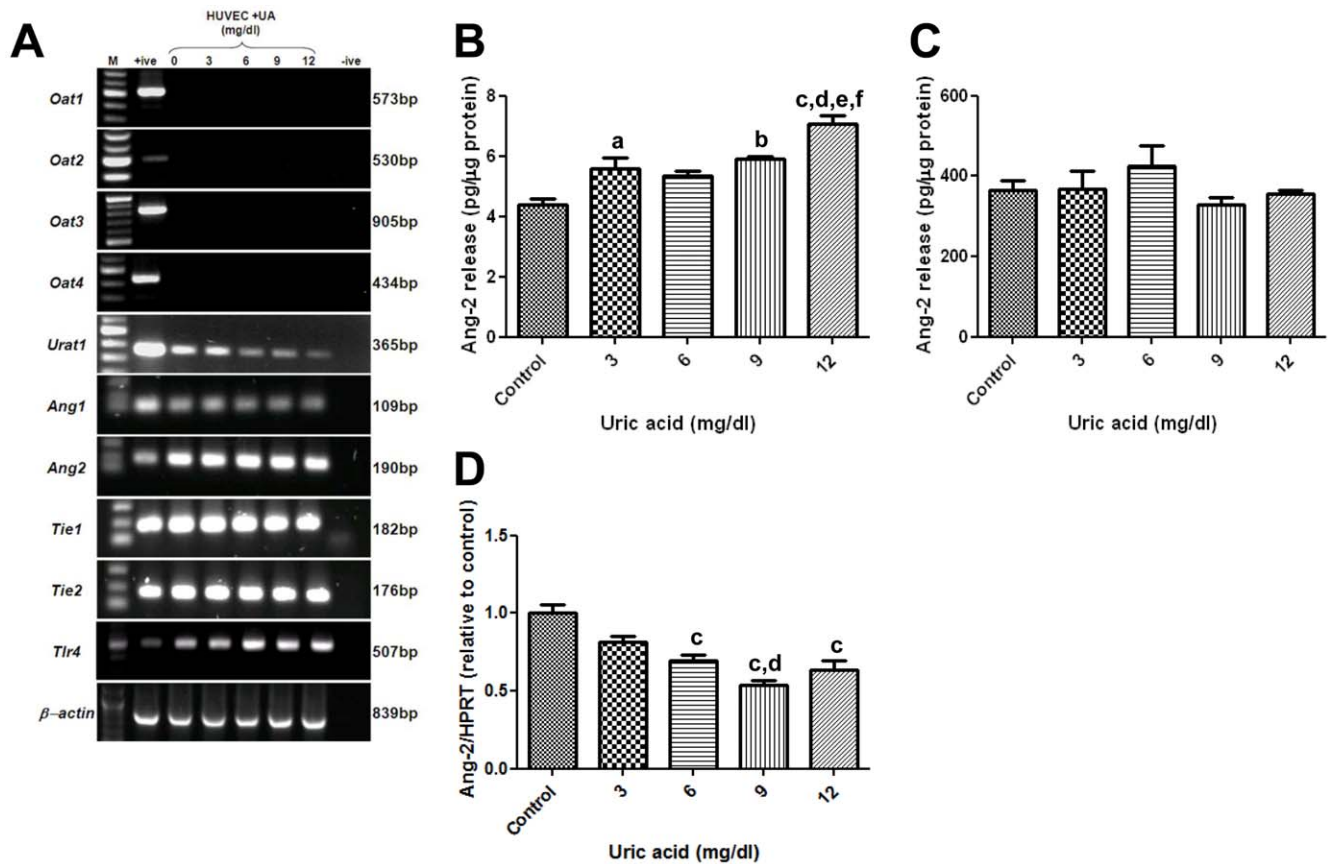 A
HUVEC +UA
(mg/dl)
M +ive 0 3 6 9 12 -ive
Oat1 573bp
Oat2 530bp
Oat3 905bp
Oat4 434bp
Urat1 365bp
Ang1 109bp
Ang2 190bp
Tie1 182bp
Tie2 176bp
Tlr4 507bp
β-actin 839bp
B
Ang-2 release (pg/µg protein)
8
6
4
2
0
a
b
c,d,e,f
Control 3 6 9 12
Uric acid (mg/dl)
C
Ang-2 release (pg/µg protein)
600
400
200
0
Control 3 6 9 12
Uric acid (mg/dl)
D
Ang-2/HPRT (relative to control)
1.5
1.0
0.5
0.0
c
c,d
c
Control 3 6 9 12
Uric acid (mg/dl)